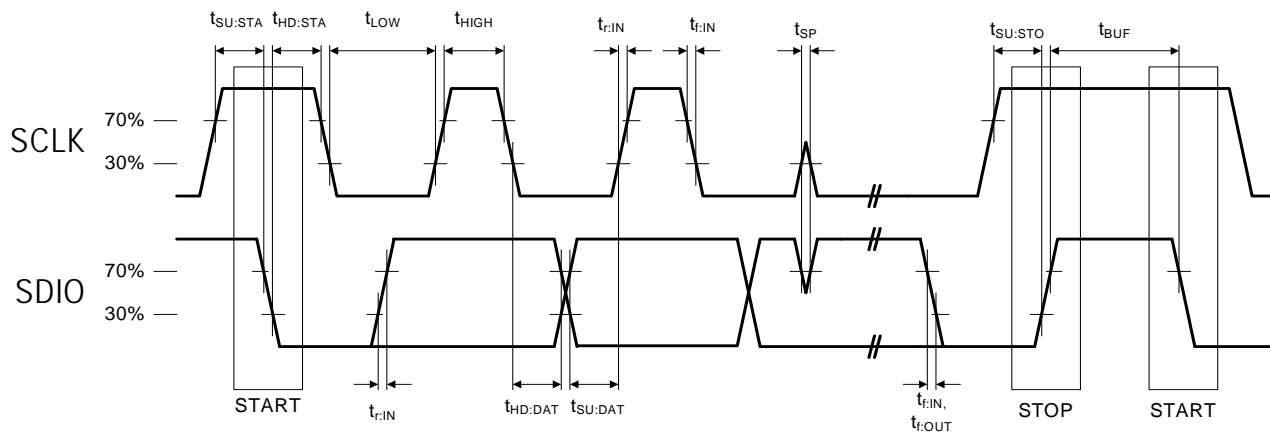 tSU:STA tHD:STA tLOW tHIGH tr:IN tf:IN tSP tSU:STO tBUF
SCLK
70%
30%
SDIO
70%
30%
START
tr:IN
tHD:DAT tSU:DAT
tf:IN,
tf:OUT
STOP
START